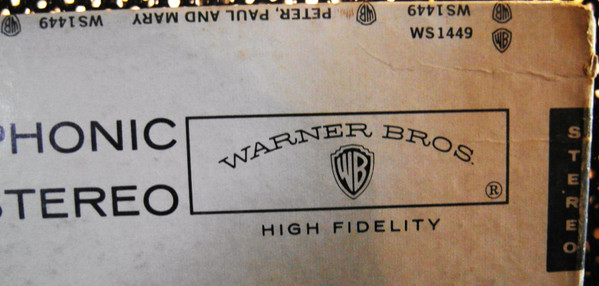 WS1449 PETER, PAUL AND MARY WS1449
WS1449
PHONIC
STEREO
WARNER BROS.
WB
®
HIGH FIDELITY
STEREO